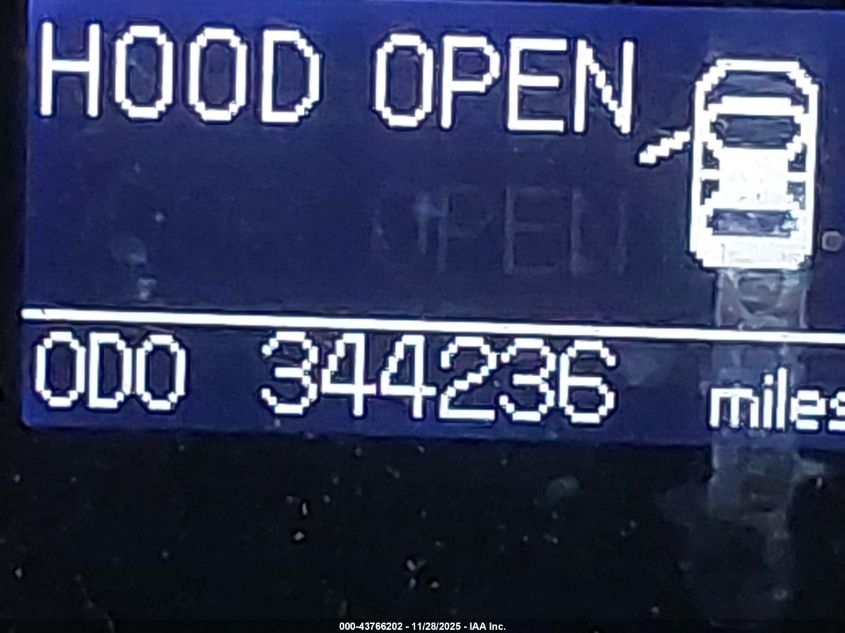 HOOD OPEN
OPEN
ODO 344236 miles
000-43766202 - 11/28/2025 - IAA Inc.